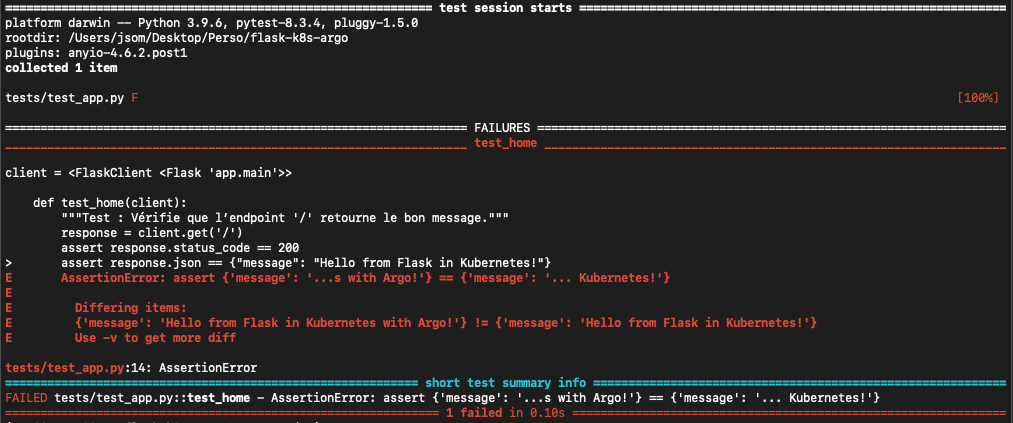 ============================= test session starts =============================
platform darwin -- Python 3.9.6, pytest-8.3.4, pluggy-1.5.0
rootdir: /Users/jsom/Desktop/Perso/flask-k8s-argo
plugins: anyio-4.6.2.post1
collected 1 item
tests/test_app.py F [100%]
============================= FAILURES =============================
_____________________________ test_home _____________________________
client = <FlaskClient <Flask 'app.main'>>
    def test_home(client):
        """Test : Vérifie que l’endpoint '/' retourne le bon message."""
        response = client.get('/')
        assert response.status_code == 200
>       assert response.json == {"message": "Hello from Flask in Kubernetes!"}
E       AssertionError: assert {'message': '...s with Argo!'} == {'message': '... Kubernetes!'}
E
E         Differing items:
E         {'message': 'Hello from Flask in Kubernetes with Argo!'} != {'message': 'Hello from Flask in Kubernetes!'}
E         Use -v to get more diff
tests/test_app.py:14: AssertionError
============================= short test summary info =============================
FAILED tests/test_app.py::test_home - AssertionError: assert {'message': '...s with Argo!'} == {'message': '... Kubernetes!'}
============================= 1 failed in 0.10s =============================